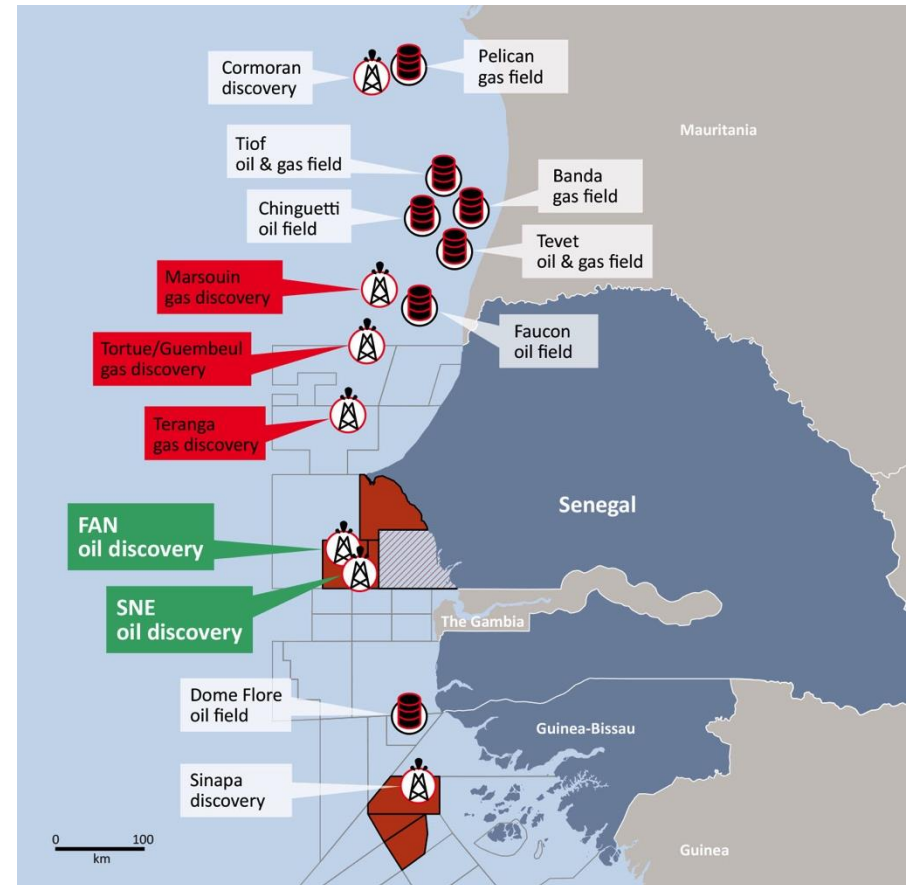 Cormoran
discovery
Pelican
gas field
Mauritania
Tiof
oil & gas field
Banda
gas field
Chinguetti
oil field
Tevet
oil & gas field
Marsouin
gas discovery
Faucon
oil field
Tortue/Guembeul
gas discovery
Teranga
gas discovery
Senegal
FAN
oil discovery
SNE
oil discovery
The Gambia
Dome Flore
oil field
Guinea-Bissau
Sinapa
discovery
0 100
km
Guinea